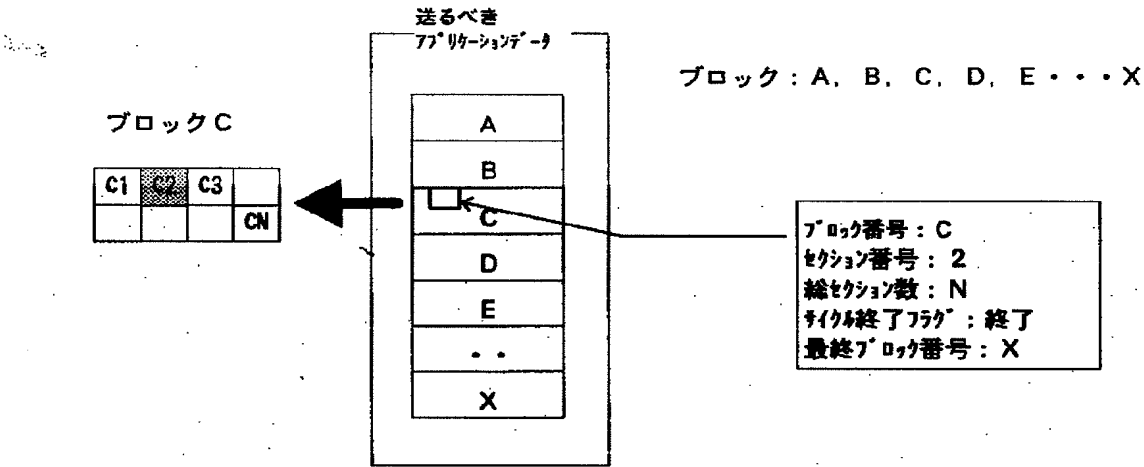 送るべき
ｱﾌﾟﾘｹｰｼｮﾝﾃﾞｰﾀ
ブロック：A, B, C, D, E・・・X
ブロックC
C1 C2 C3
CN
A
B
C
D
E
・・
X
ﾌﾞﾛｯｸ番号：C
ｾｸｼｮﾝ番号：2
総ｾｸｼｮﾝ数：N
ｻｲｸﾙ終了ﾌﾗｸﾞ：終了
最終ﾌﾞﾛｯｸ番号：X